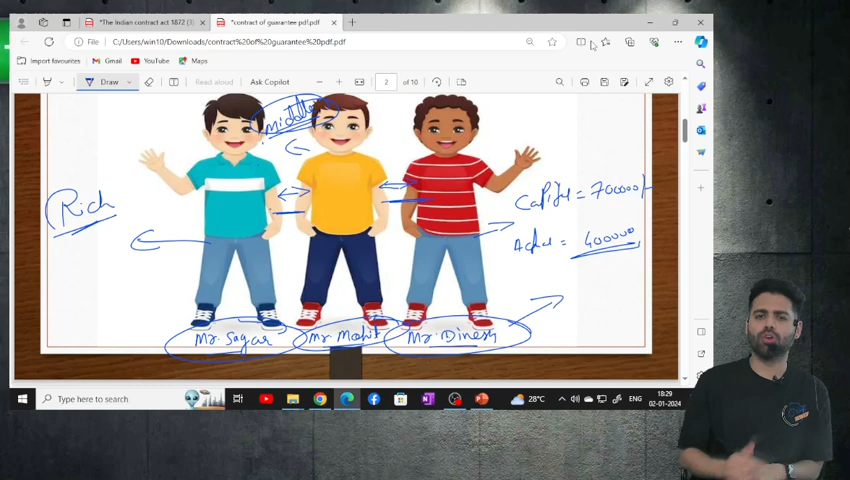 *The Indian contract act 1872 (3)
*contract of guarantee pdf.pdf
File
C:/Users/win10/Downloads/contract%20of%20guarantee%20pdf.pdf
Import favourites
Gmail
YouTube
Maps
Draw
Read aloud
Ask Copilot
2 of 10
Middle
Rich
Capital = 700000/-
Actual = 400000
Mr. Sagar
Mr. Mohit
Mr. Dinesh
Type here to search
28°C
ENG
18:29
02-01-2024